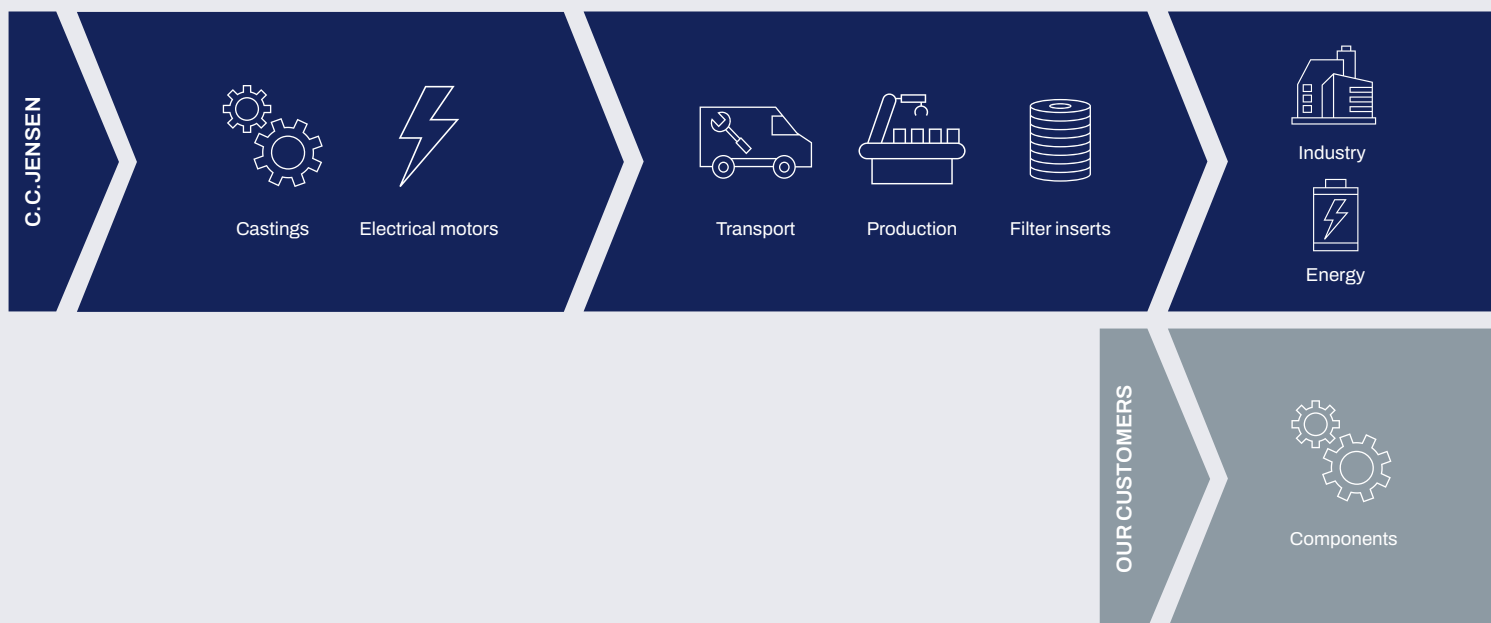 C.C.JENSEN
Castings
Electrical motors
Transport
Production
Filter inserts
Industry
Energy
OUR CUSTOMERS
Components